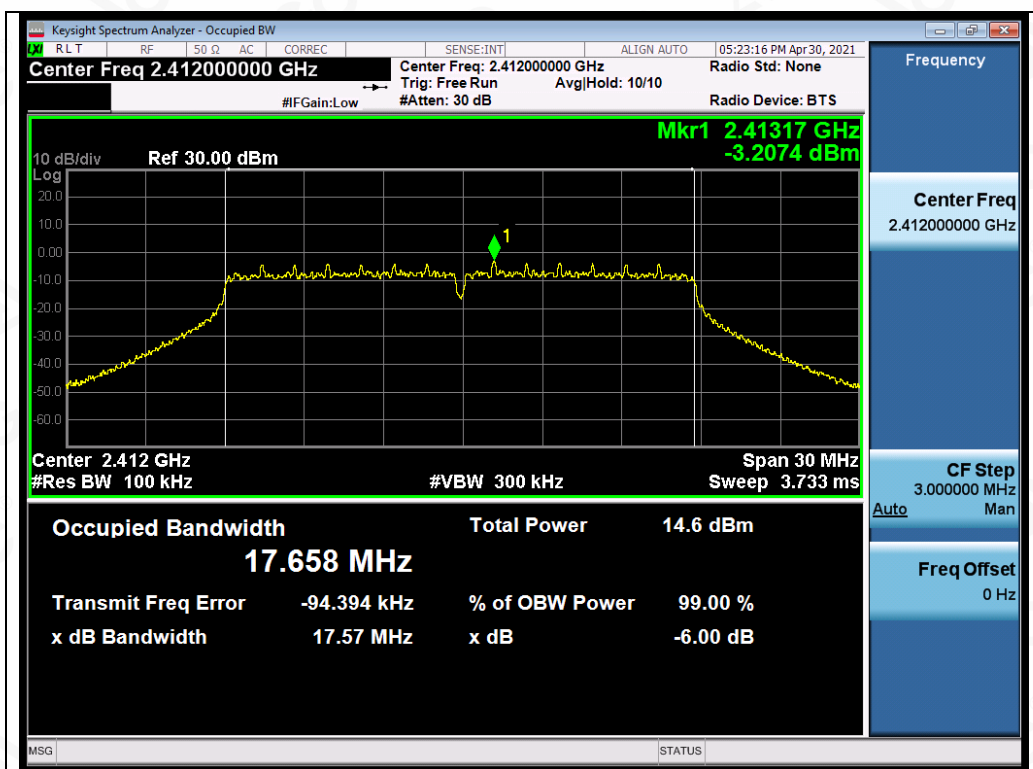 Keysight Spectrum Analyzer - Occupied BW
LXI RLT RF 50 Ω AC CORREC SENSE:INT ALIGN AUTO 05:23:16 PM Apr 30, 2021
Center Freq 2.412000000 GHz
Center Freq: 2.412000000 GHz
Radio Std: None
Trig: Free Run Avg|Hold: 10/10
#IFGain:Low
#Atten: 30 dB
Radio Device: BTS
Frequency
Mkr1 2.41317 GHz
-3.2074 dBm
10 dB/div Ref 30.00 dBm
Log
20.0
10.0
0.00
-10.0
-20.0
-30.0
-40.0
-50.0
-60.0
1
Center Freq
2.412000000 GHz
Center 2.412 GHz Span 30 MHz
#Res BW 100 kHz #VBW 300 kHz Sweep 3.733 ms
CF Step
3.000000 MHz
Auto Man
Occupied Bandwidth Total Power 14.6 dBm
17.658 MHz
Freq Offset
0 Hz
Transmit Freq Error -94.394 kHz % of OBW Power 99.00 %
x dB Bandwidth 17.57 MHz x dB -6.00 dB
MSG STATUS